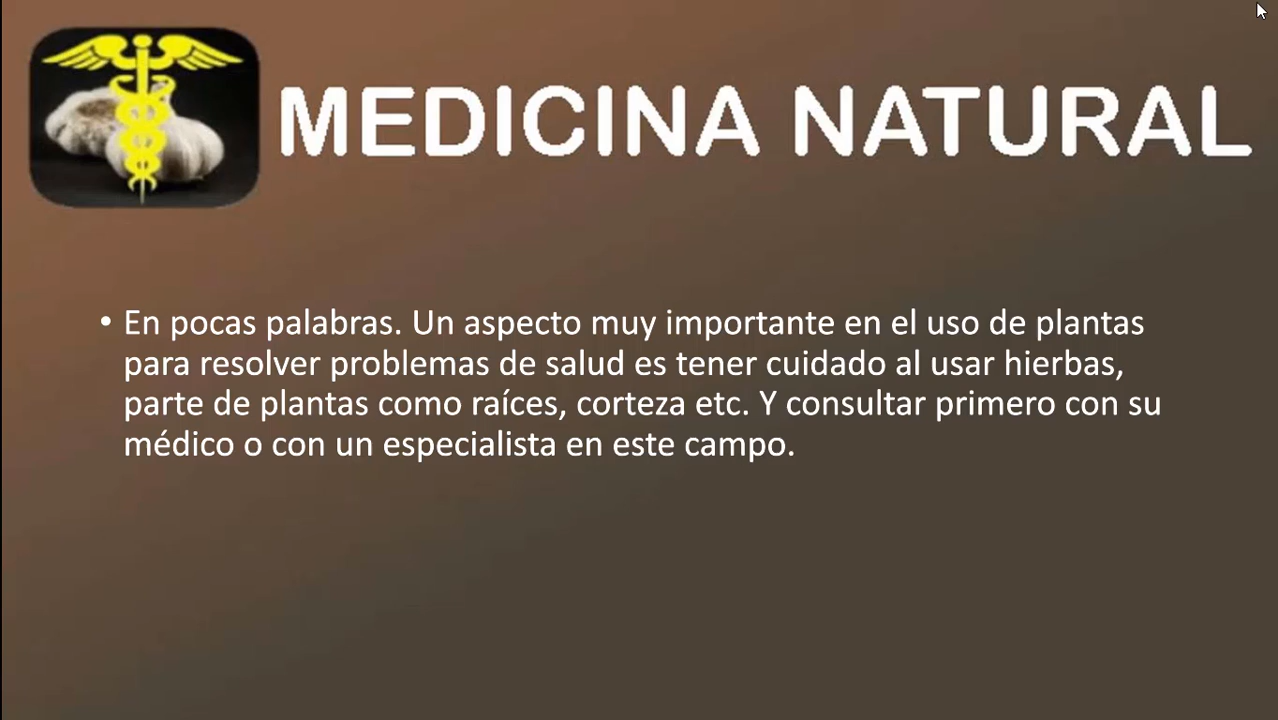 MEDICINA NATURAL
• En pocas palabras. Un aspecto muy importante en el uso de plantas
para resolver problemas de salud es tener cuidado al usar hierbas,
parte de plantas como raíces, corteza etc. Y consultar primero con su
médico o con un especialista en este campo.